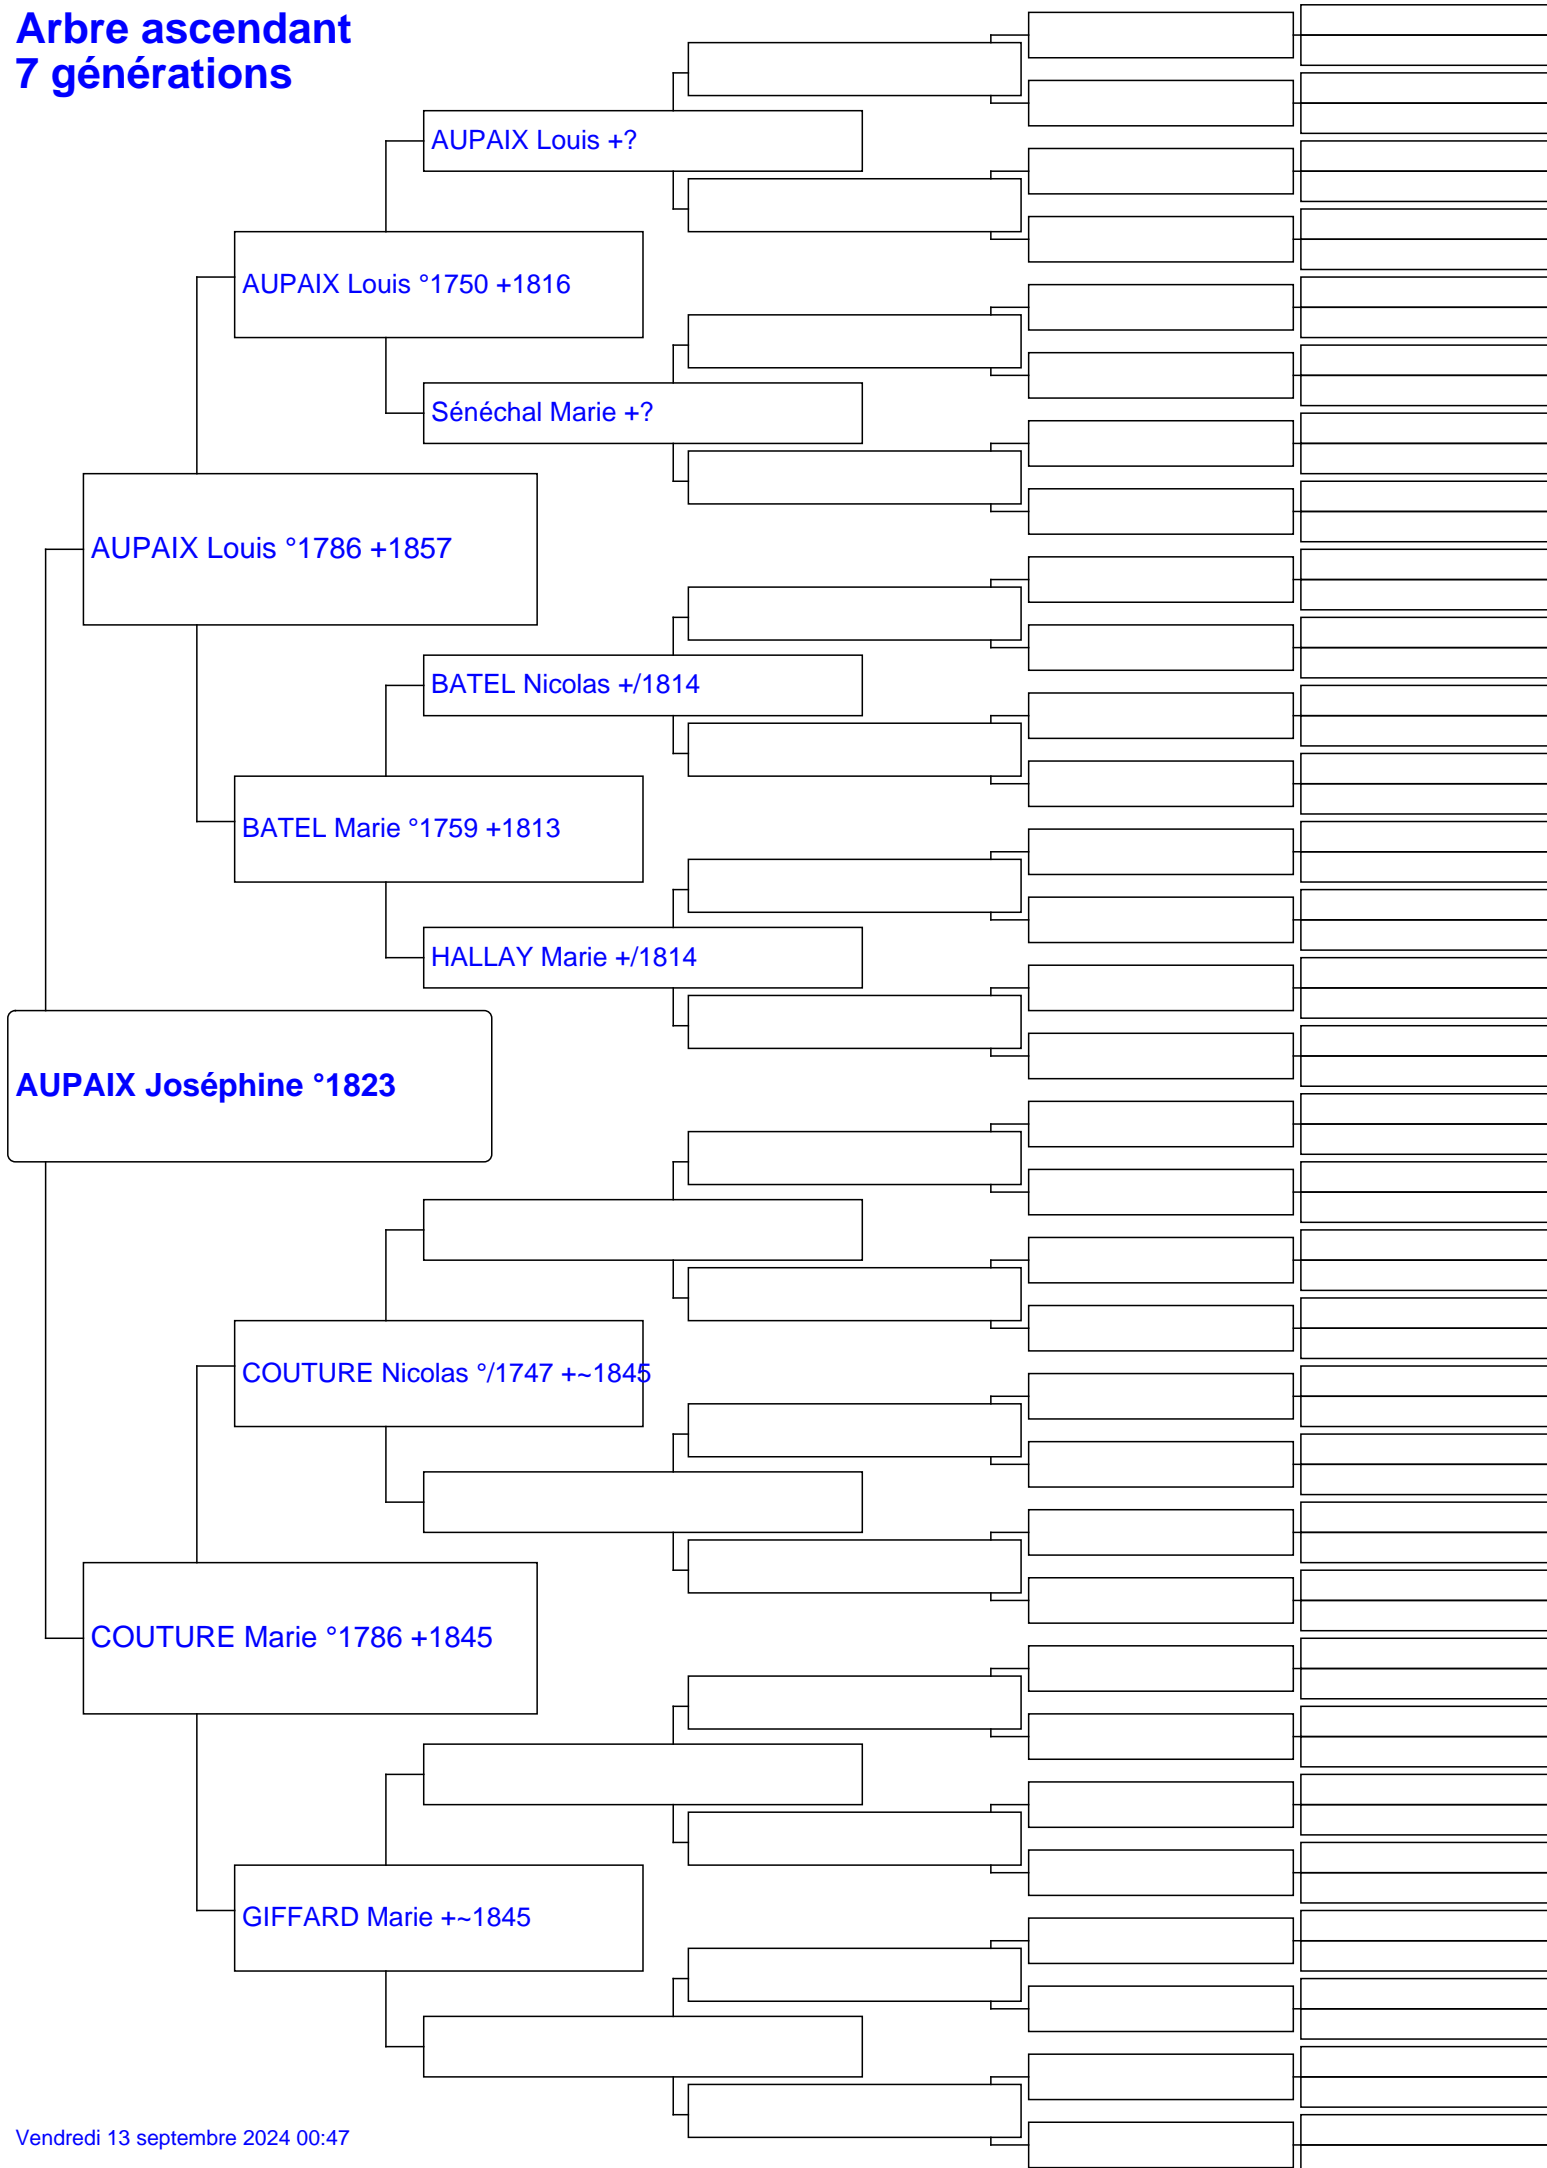 Arbre ascendant
7 générations
AUPAIX Louis +?
AUPAIX Louis °1750 +1816
Sénéchal Marie +?
AUPAIX Louis °1786 +1857
BATEL Nicolas +/1814
BATEL Marie °1759 +1813
HALLAY Marie +/1814
AUPAIX Joséphine °1823
COUTURE Nicolas °/1747 +~1845
COUTURE Marie °1786 +1845
GIFFARD Marie +~1845
Vendredi 13 septembre 2024 00:47